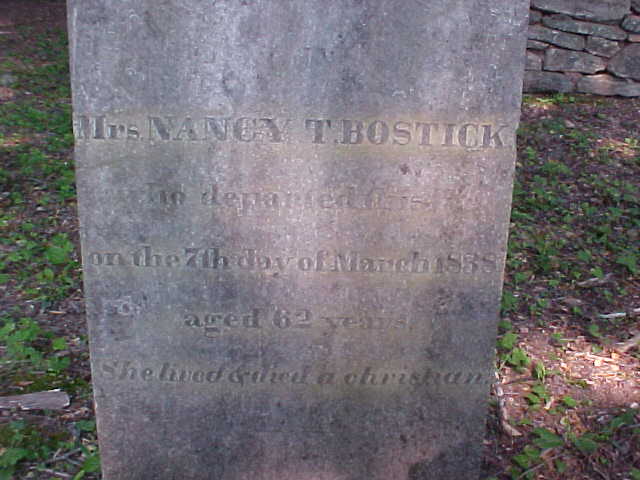 Mrs. NANCY T. BOSTICK
who departed this
on the 7th day of March 1838
aged 62 years.
She lived & died a christian.